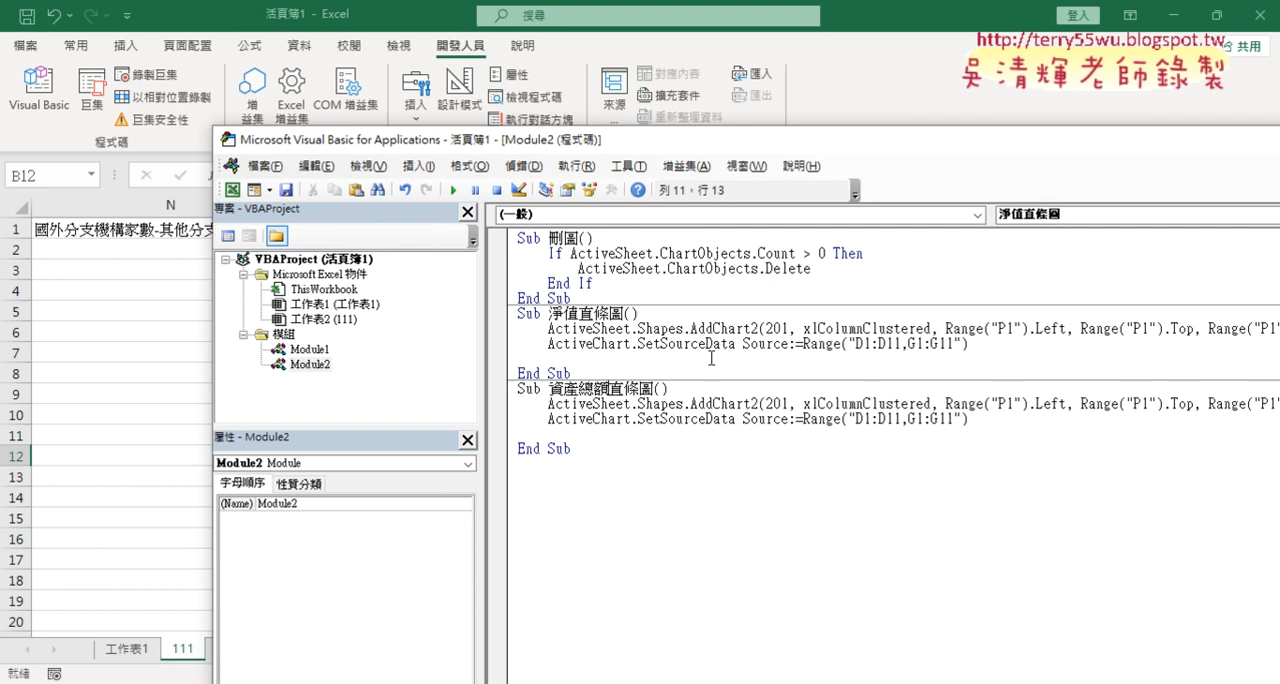 活頁簿1 - Excel
搜尋
登入
http://terry55wu.blogspot.tw
吳清輝老師錄製
檔案 常用 插入 頁面配置 公式 資料 校閱 檢視 開發人員 說明
共用
Visual Basic
巨集
錄製巨集
以相對位置錄製
巨集安全性
程式碼
增益集
Excel 增益集
COM 增益集
插入
設計模式
屬性
檢視程式碼
執行對話方塊
來源
對應內容
擴充套件
重新整理資料
匯入
匯出
Microsoft Visual Basic for Applications - 活頁簿1 - [Module2 (程式碼)]
檔案(F) 編輯(E) 檢視(V) 插入(I) 格式(O) 偵錯(D) 執行(R) 工具(T) 增益集(A) 視窗(W) 說明(H)
列 11，行 13
B12
N
1 國外分支機構家數-其他分支
2
3
4
5
6
7
8
9
10
11
12
13
14
15
16
17
18
19
20
工作表1 111
就緒
專案 - VBAProject
VBAProject (活頁簿1)
Microsoft Excel 物件
ThisWorkbook
工作表1 (工作表1)
工作表2 (111)
模組
Module1
Module2
屬性 - Module2
Module2 Module
字母順序 性質分類
(Name) Module2
(一般) 淨值直條圖
Sub 刪圖()
If ActiveSheet.ChartObjects.Count > 0 Then
ActiveSheet.ChartObjects.Delete
End If
End Sub
Sub 淨值直條圖()
ActiveSheet.Shapes.AddChart2(201, xlColumnClustered, Range("P1").Left, Range("P1").Top, Range("P1"
ActiveChart.SetSourceData Source:=Range("D1:D11,G1:G11")
End Sub
Sub 資產總額直條圖()
ActiveSheet.Shapes.AddChart2(201, xlColumnClustered, Range("P1").Left, Range("P1").Top, Range("P1"
ActiveChart.SetSourceData Source:=Range("D1:D11,G1:G11")
End Sub